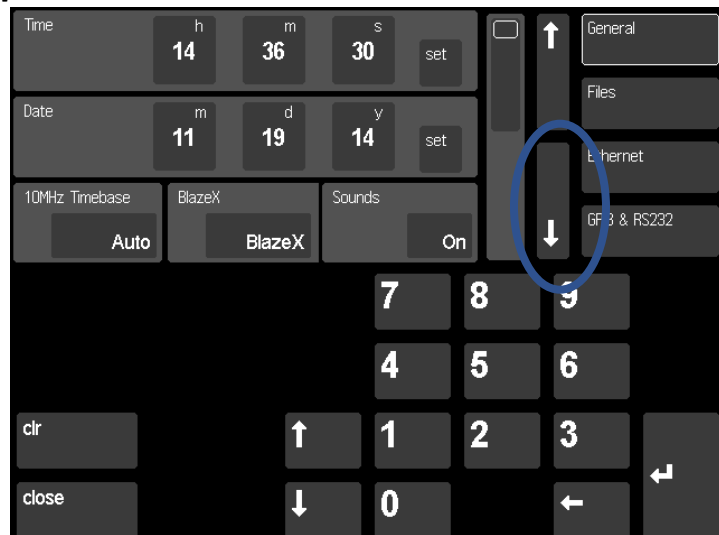 Time
h m s
14 36 30 set
General
Files
Date
m d y
11 19 14 set
Ethernet
10MHz Timebase BlazeX Sounds
Auto BlazeX On
GPIB & RS232
7 8 9
4 5 6
clr ↑ 1 2 3
close ↓ 0 ←